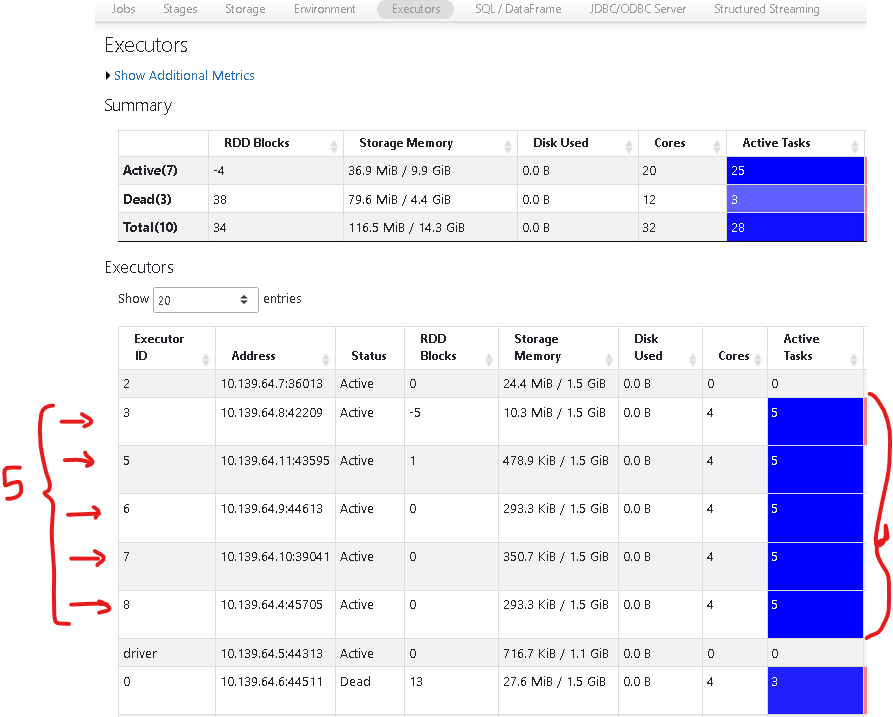 Jobs Stages Storage Environment Executors SQL / DataFrame JDBC/ODBC Server Structured Streaming
Executors
Show Additional Metrics
Summary
RDD Blocks Storage Memory Disk Used Cores Active Tasks
Active(7) -4 36.9 MiB / 9.9 GiB 0.0 B 20 25
Dead(3) 38 79.6 MiB / 4.4 GiB 0.0 B 12 3
Total(10) 34 116.5 MiB / 14.3 GiB 0.0 B 32 28
Executors
Show 20 entries
Executor ID Address Status RDD Blocks Storage Memory Disk Used Cores Active Tasks
2 10.139.64.7:36013 Active 0 24.4 MiB / 1.5 GiB 0.0 B 0 0
3 10.139.64.8:42209 Active -5 10.3 MiB / 1.5 GiB 0.0 B 4 5
5 10.139.64.11:43595 Active 1 478.9 KiB / 1.5 GiB 0.0 B 4 5
5
6 10.139.64.9:44613 Active 0 293.3 KiB / 1.5 GiB 0.0 B 4 5
7 10.139.64.10:39041 Active 0 350.7 KiB / 1.5 GiB 0.0 B 4 5
8 10.139.64.4:45705 Active 0 293.3 KiB / 1.5 GiB 0.0 B 4 5
driver 10.139.64.5:44313 Active 0 716.7 KiB / 1.1 GiB 0.0 B 0 0
0 10.139.64.6:44511 Dead 13 27.6 MiB / 1.5 GiB 0.0 B 4 3